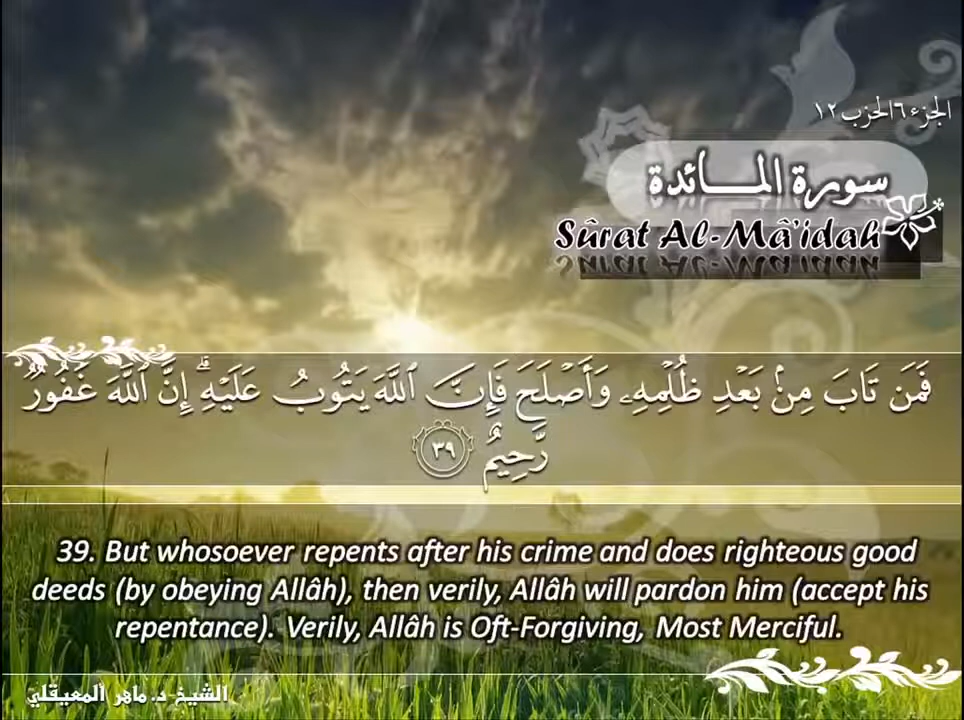 الجزء ٦ الحزب ١٢
سورة المائدة
Sûrat Al-Mâ'idah
فَمَن تَابَ مِنۢ بَعْدِ ظُلْمِهِۦ وَأَصْلَحَ فَإِنَّ ٱللَّهَ يَتُوبُ عَلَيْهِ ۗ إِنَّ ٱللَّهَ غَفُورٌ
رَّحِيمٌ ٣٩
39. But whosoever repents after his crime and does righteous good
deeds (by obeying Allâh), then verily, Allâh will pardon him (accept his
repentance). Verily, Allâh is Oft-Forgiving, Most Merciful.
الشيخ د. ماهر المعيقلي